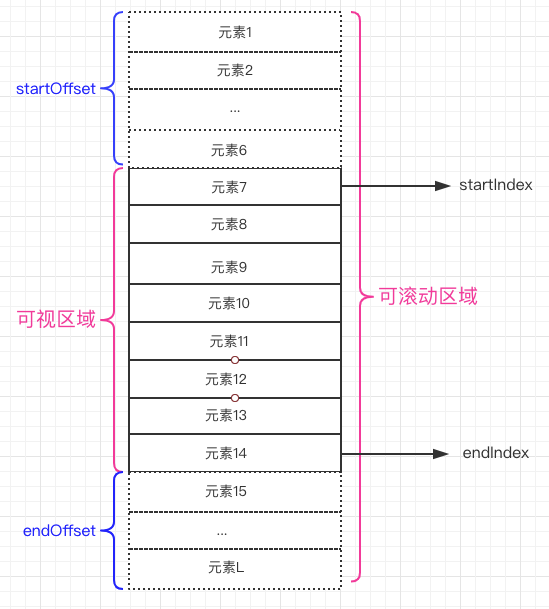 元素1
元素2
startOffset
...
元素6
元素7
startIndex
元素8
元素9
可滚动区域
元素10
可视区域
元素11
元素12
元素13
元素14
endIndex
元素15
endOffset
...
元素L